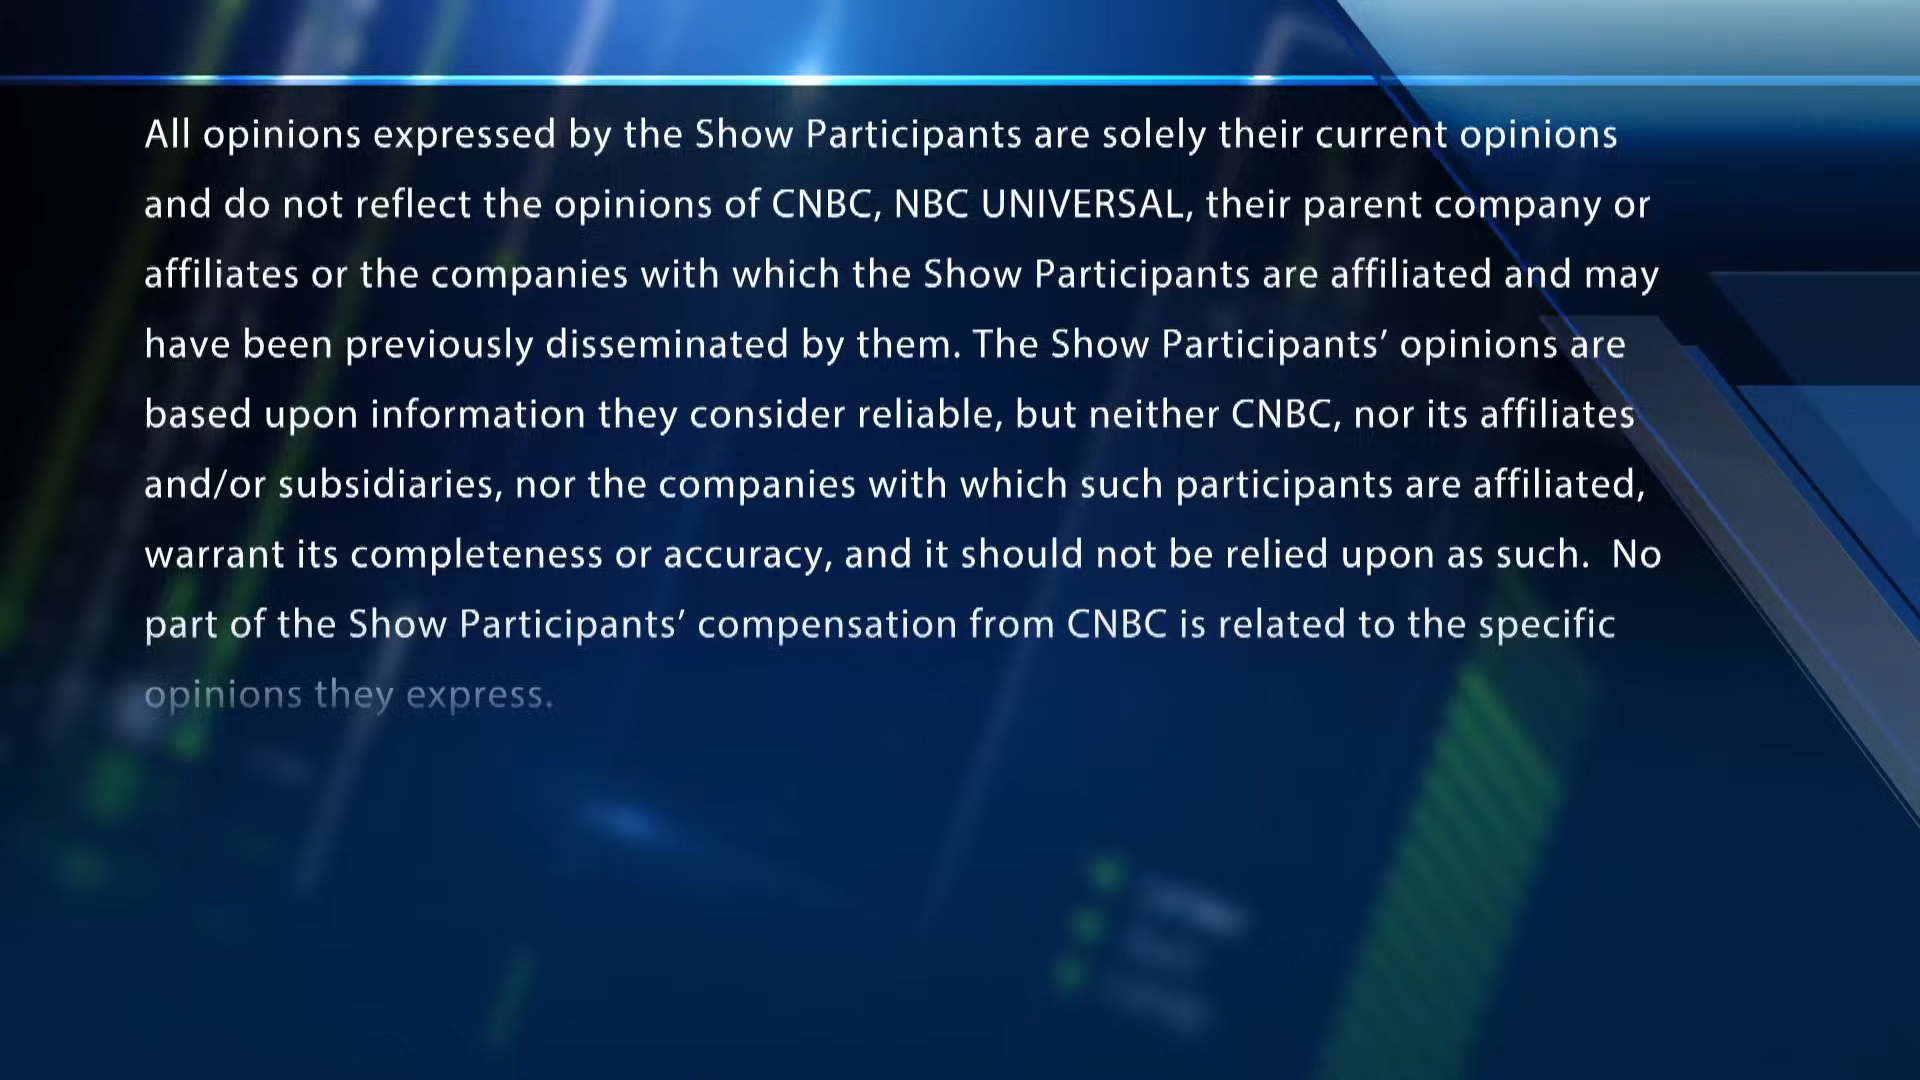 All opinions expressed by the Show Participants are solely their current opinions
and do not reflect the opinions of CNBC, NBC UNIVERSAL, their parent company or
affiliates or the companies with which the Show Participants are affiliated and may
have been previously disseminated by them. The Show Participants’ opinions are
based upon information they consider reliable, but neither CNBC, nor its affiliates
and/or subsidiaries, nor the companies with which such participants are affiliated,
warrant its completeness or accuracy, and it should not be relied upon as such.  No
part of the Show Participants’ compensation from CNBC is related to the specific
opinions they express.